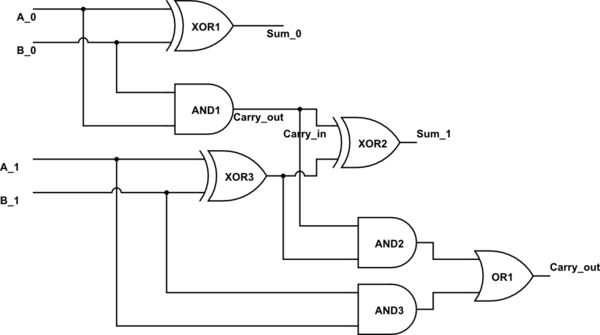 A_0
XOR1
Sum_0
B_0
AND1
Carry_out
Carry_in
XOR2
Sum_1
A_1
XOR3
B_1
AND2
OR1
Carry_out
AND3